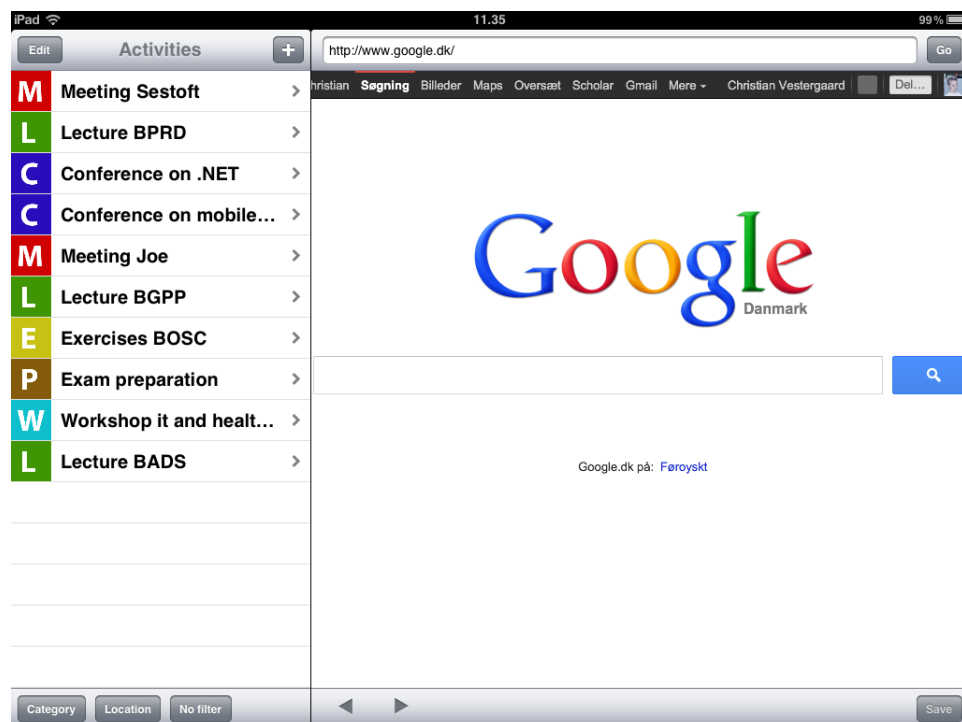 iPad 11.35 99%
Edit Activities + http://www.google.dk/ Go
hristian Søgning Billeder Maps Oversæt Scholar Gmail Mere Christian Vestergaard Del...
M Meeting Sestoft
L Lecture BPRD
C Conference on .NET
C Conference on mobile...
M Meeting Joe
L Lecture BGPP
E Exercises BOSC
P Exam preparation
W Workshop it and healt...
L Lecture BADS
Google
Danmark
Google.dk på: Føroyskt
Category Location No filter Save